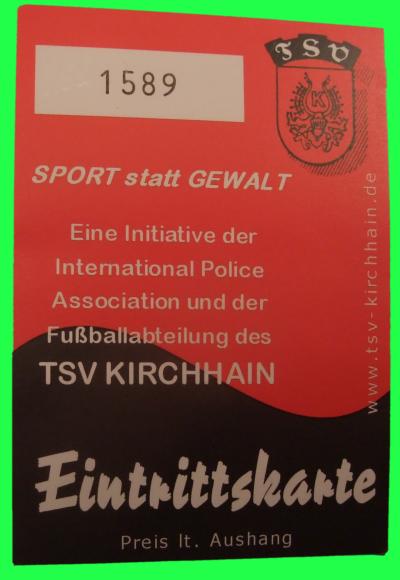 1589
TSV
K
SPORT statt GEWALT
Eine Initiative der
International Police
Association und der
Fußballabteilung des
TSV KIRCHHAIN
www.tsv-kirchhain.de
Eintrittskarte
Preis lt. Aushang